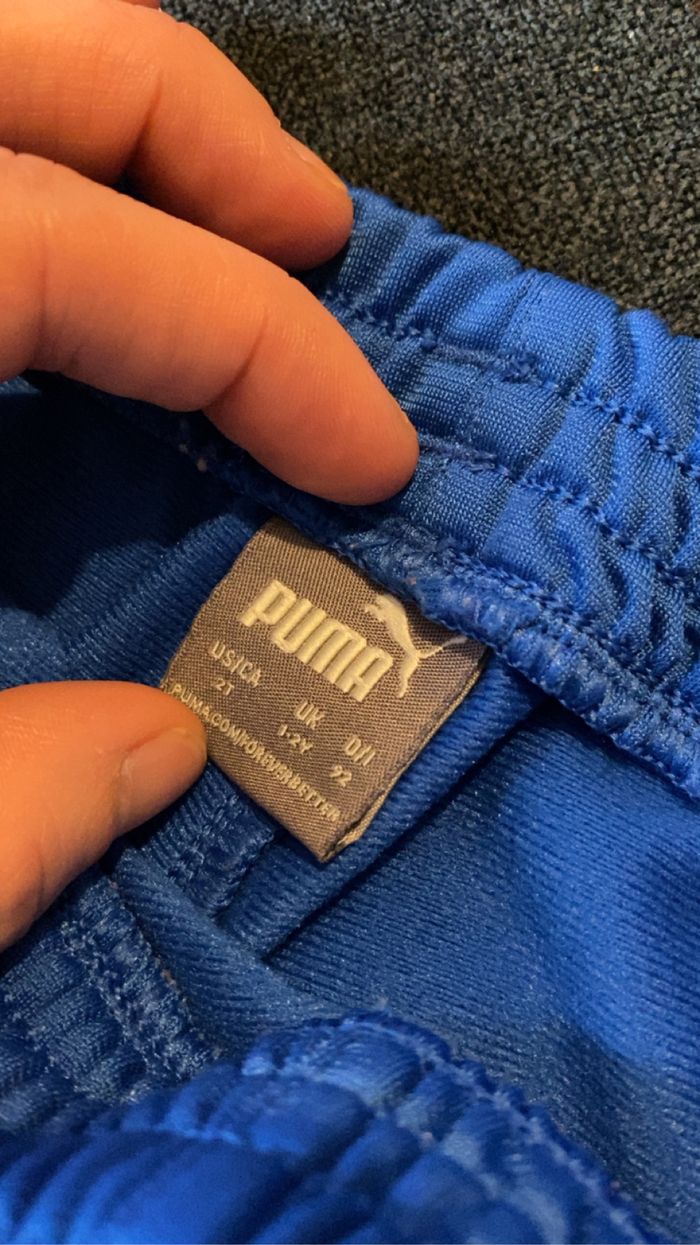 PUMA
US/CA UK D/I
2T 1-2Y 92
PUMA.COM/FOREVERBETTER